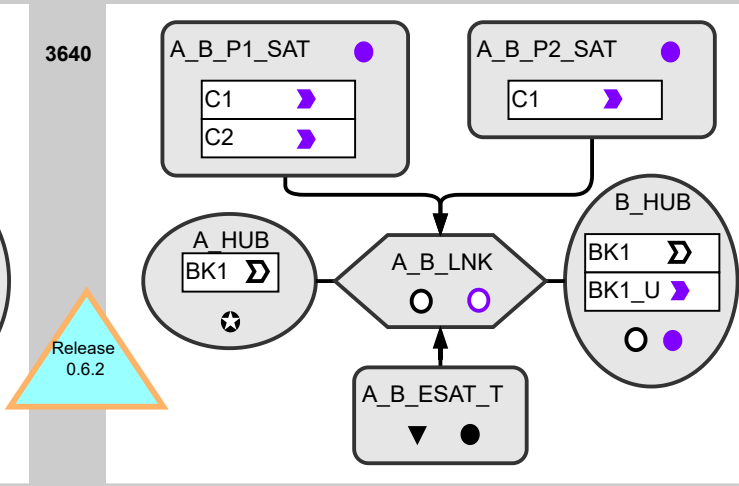 3640
A_B_P1_SAT
C1
C2
A_B_P2_SAT
C1
A_HUB
BK1
A_B_LNK
B_HUB
BK1
BK1_U
Release
0.6.2
A_B_ESAT_T